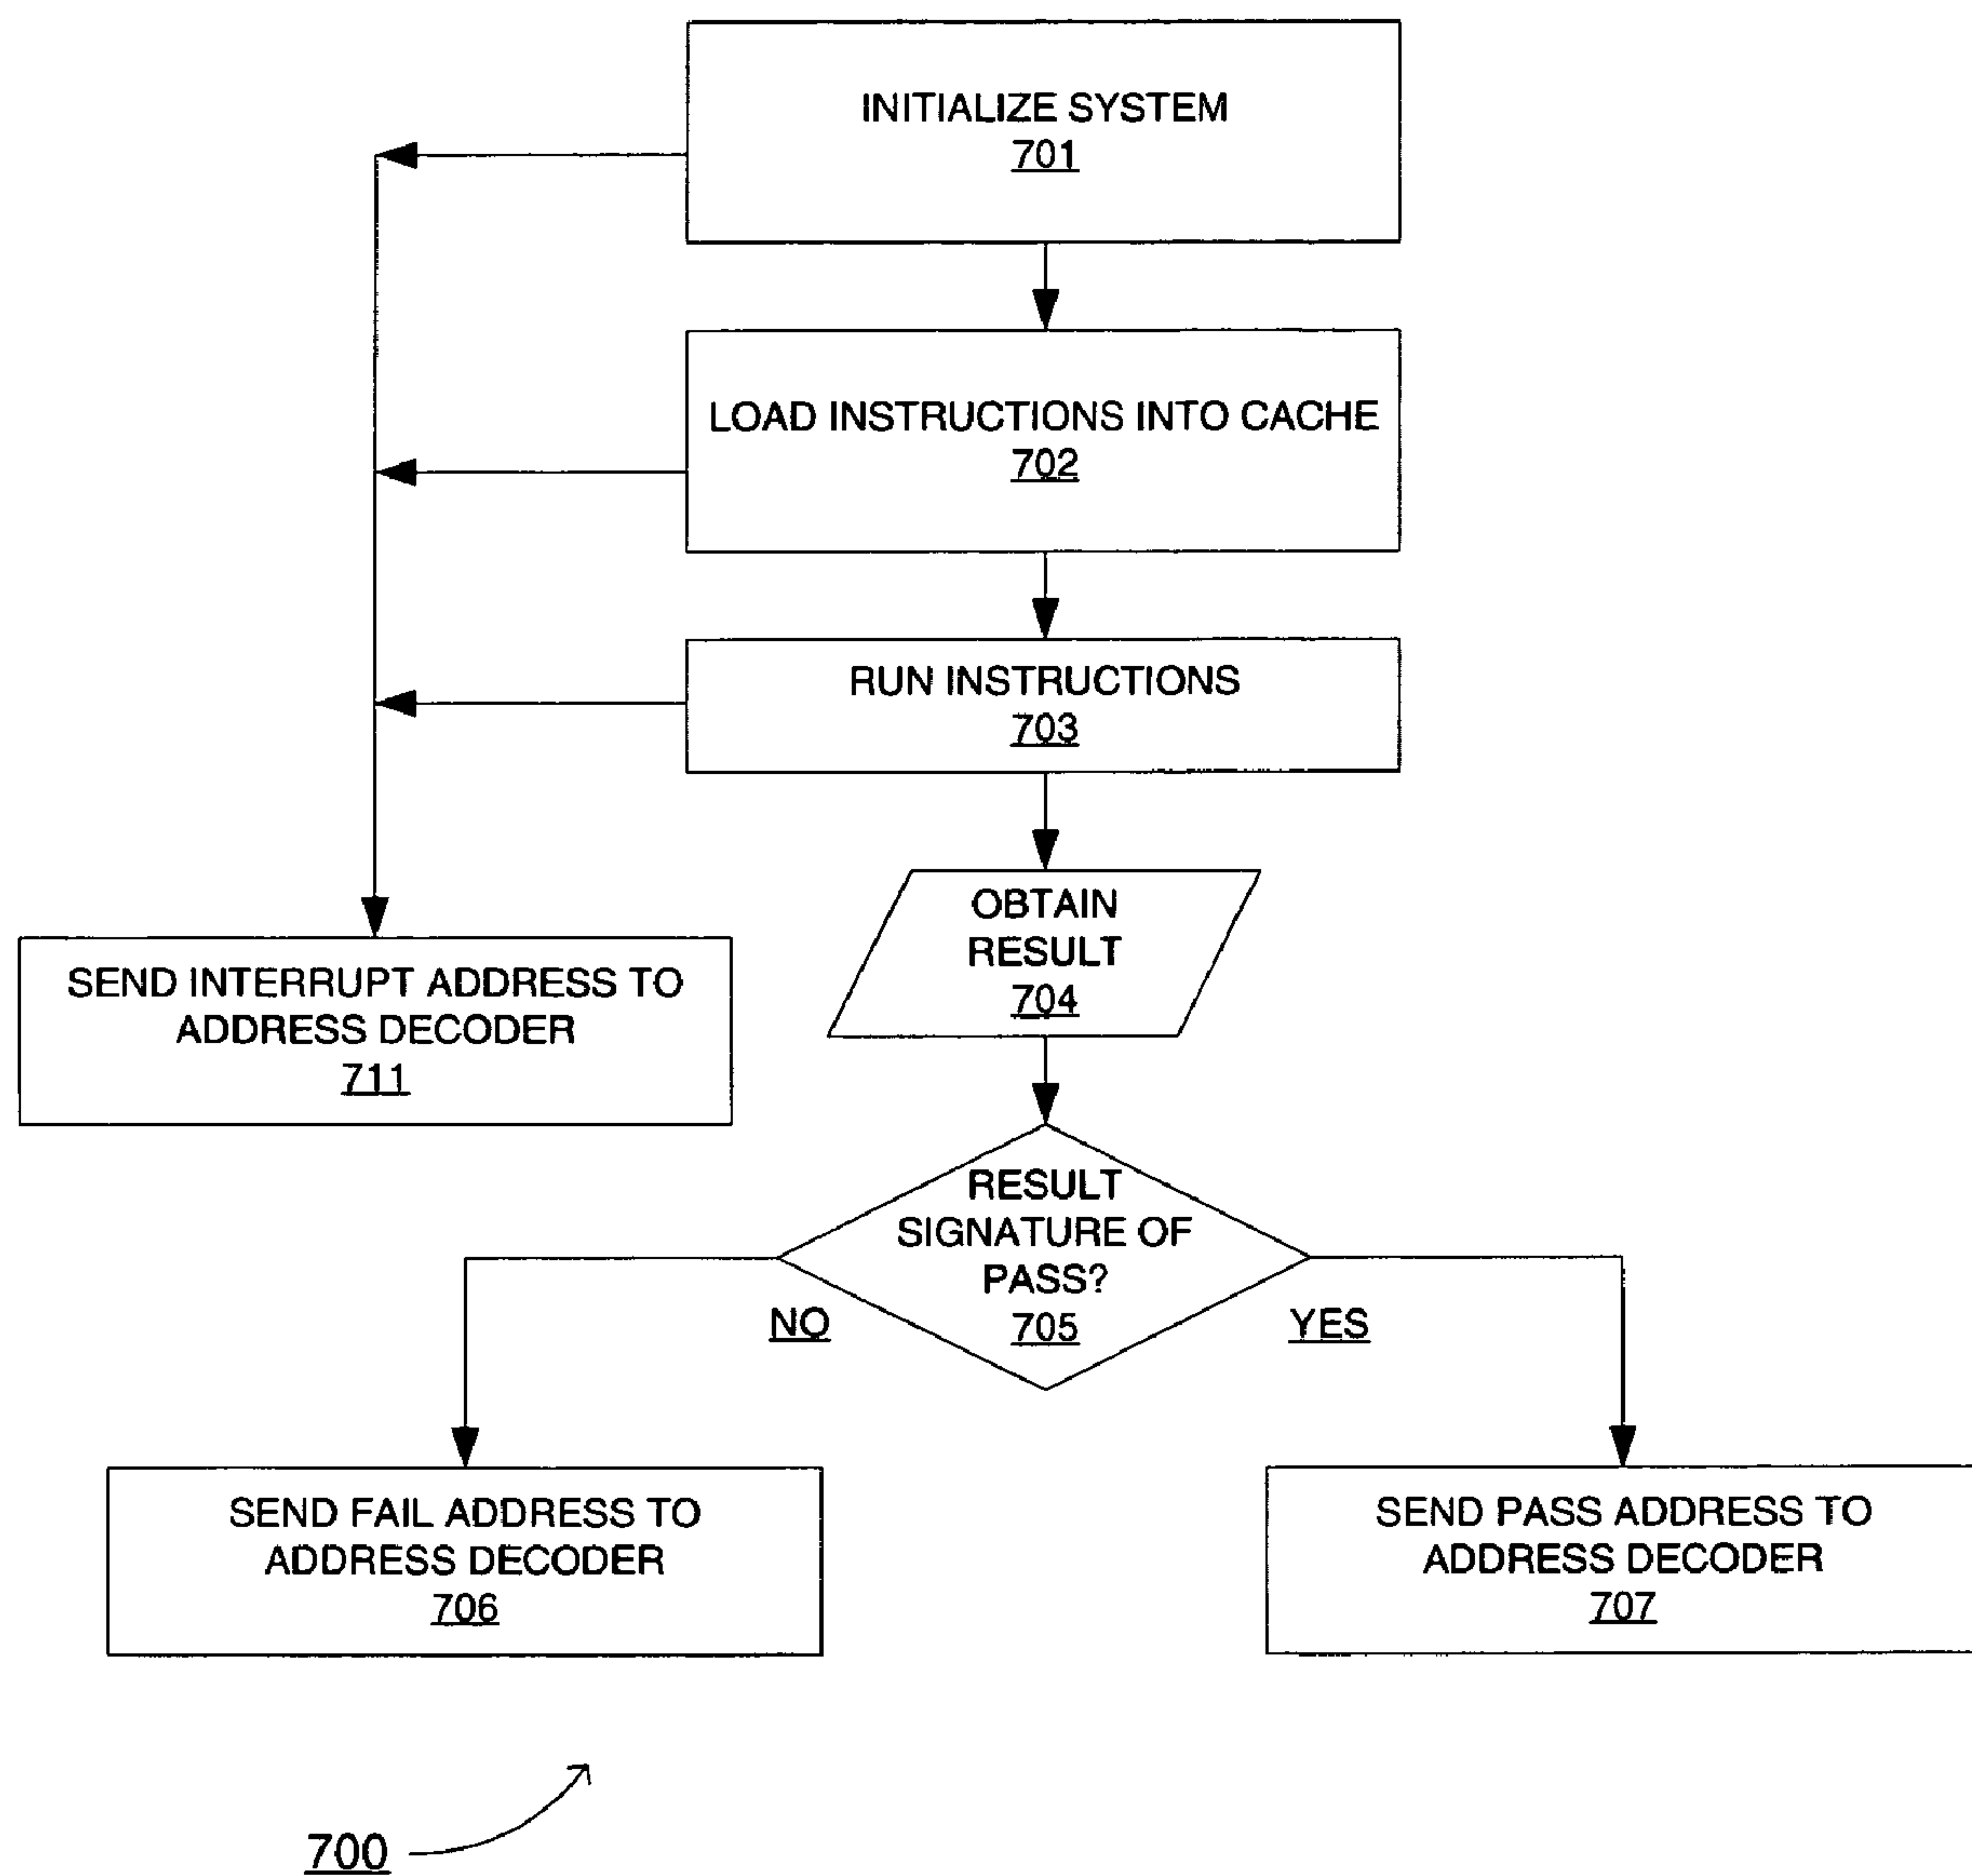 INITIALIZE SYSTEM
701
LOAD INSTRUCTIONS INTO CACHE
702
RUN INSTRUCTIONS
703
OBTAIN
RESULT
704
SEND INTERRUPT ADDRESS TO
ADDRESS DECODER
711
RESULT
SIGNATURE OF
PASS?
705
NO
YES
SEND FAIL ADDRESS TO
ADDRESS DECODER
706
SEND PASS ADDRESS TO
ADDRESS DECODER
707
700